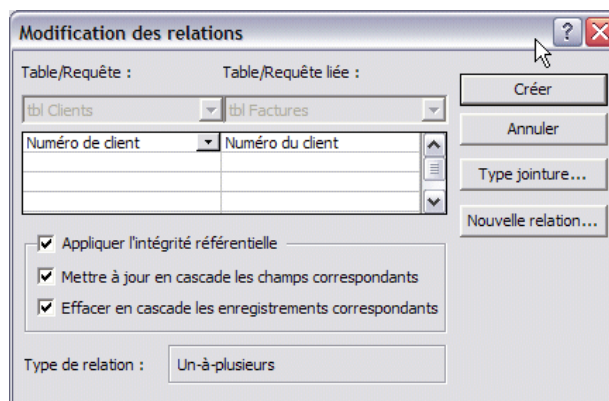 Modification des relations
Table/Requête : Table/Requête liée :
tbl Clients tbl Factures
Numéro de client Numéro du client
Créer
Annuler
Type jointure...
Nouvelle relation...
Appliquer l'intégrité référentielle
Mettre à jour en cascade les champs correspondants
Effacer en cascade les enregistrements correspondants
Type de relation : Un-à-plusieurs